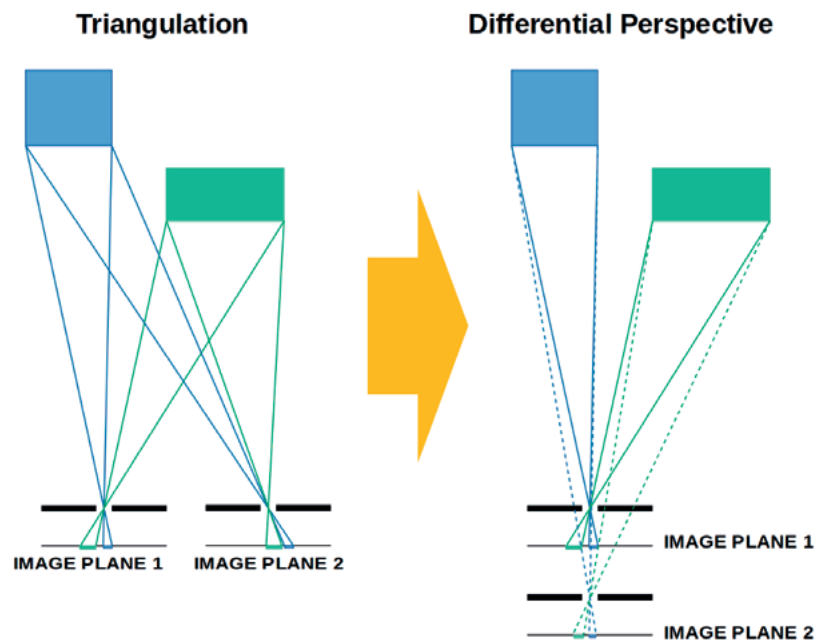 Triangulation
Differential Perspective
IMAGE PLANE 1
IMAGE PLANE 2
IMAGE PLANE 1
IMAGE PLANE 2